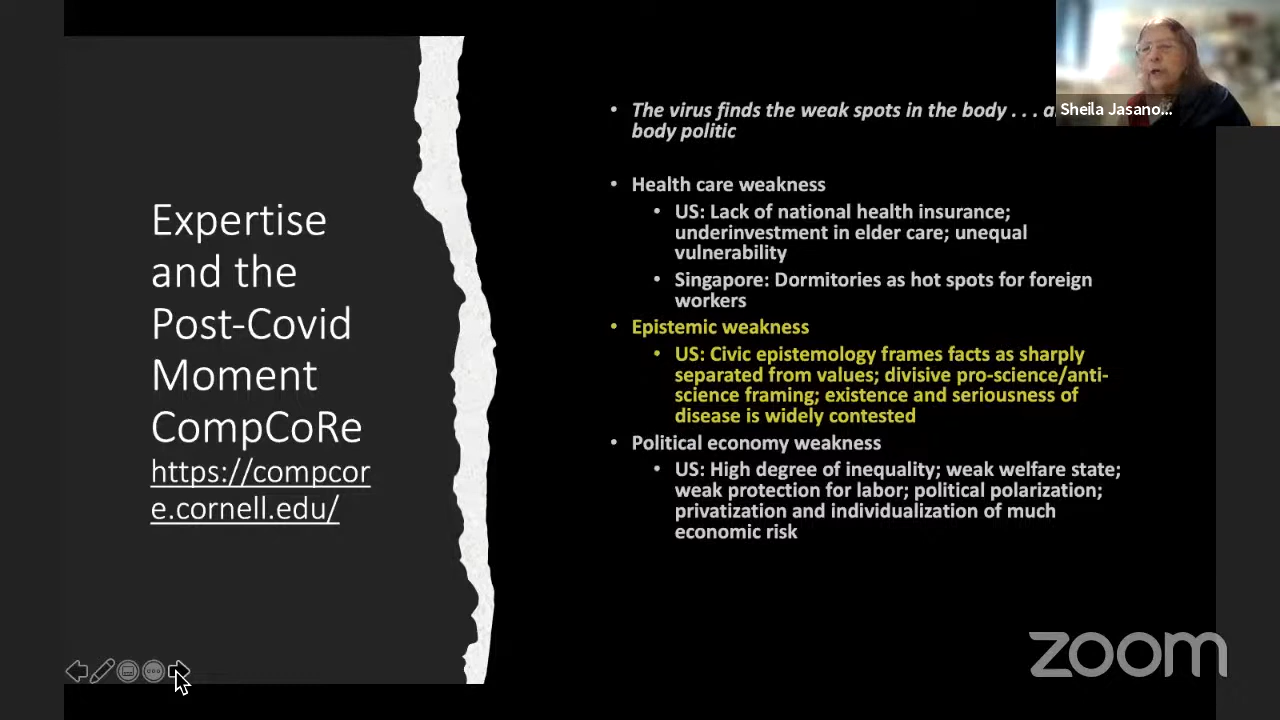 Expertise
and the
Post-Covid
Moment
CompCoRe
https://compcor
e.cornell.edu/
• The virus finds the weak spots in the body . . .
body politic
• Health care weakness
• US: Lack of national health insurance;
underinvestment in elder care; unequal
vulnerability
• Singapore: Dormitories as hot spots for foreign
workers
• Epistemic weakness
• US: Civic epistemology frames facts as sharply
separated from values; divisive pro-science/anti-
science framing; existence and seriousness of
disease is widely contested
• Political economy weakness
• US: High degree of inequality; weak welfare state;
weak protection for labor; political polarization;
privatization and individualization of much
economic risk
Sheila Jasano...
zoom